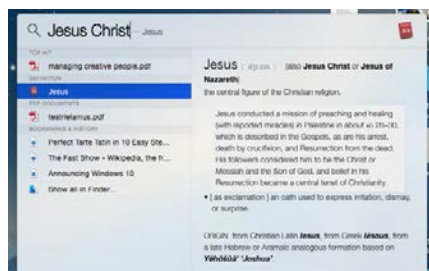 Jesus Christ – Jesus
TOP HIT
managing creative people.pdf
DEFINITION
Jesus
PDF DOCUMENTS
testrietamus.pdf
BOOKMARKS & HISTORY
Perfect Tarte Tatin in 10 Easy Ste...
The Fast Show - Wikipedia, the fr...
Announcing Windows 10
Show all in Finder...
Jesus (also Jesus Christ or Jesus of
Nazareth)
the central figure of the Christian religion.
Jesus conducted a mission of preaching and healing
(with reported miracles) in Palestine in about AD 28–30,
which is described in the Gospels, as are his arrest,
death by crucifixion, and Resurrection from the dead.
His followers considered him to be the Christ or
Messiah and the Son of God, and belief in his
Resurrection became a central tenet of Christianity.
• [ as exclamation ] an oath used to express irritation, dismay,
or surprise.
ORIGIN from Christian Latin Iesus, from Greek Iēsous, from
a late Hebrew or Aramaic analogous formation based on
Yĕhōšûă‘ ‘Joshua’.